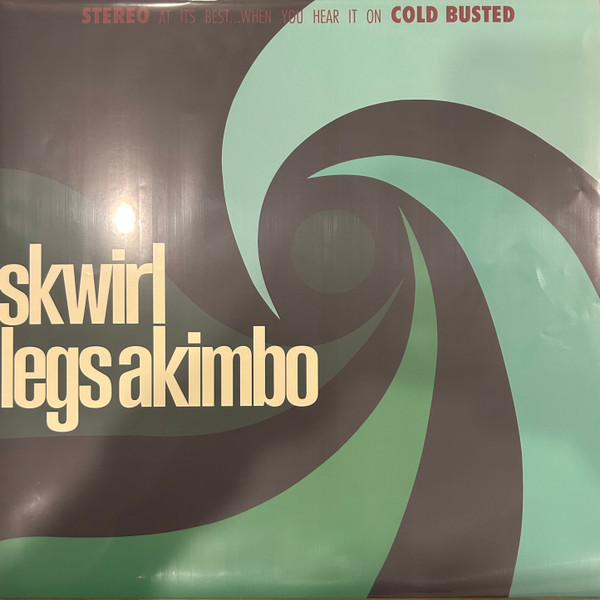 STEREO AT ITS BEST...WHEN YOU HEAR IT ON COLD BUSTED
skwirl
legs akimbo